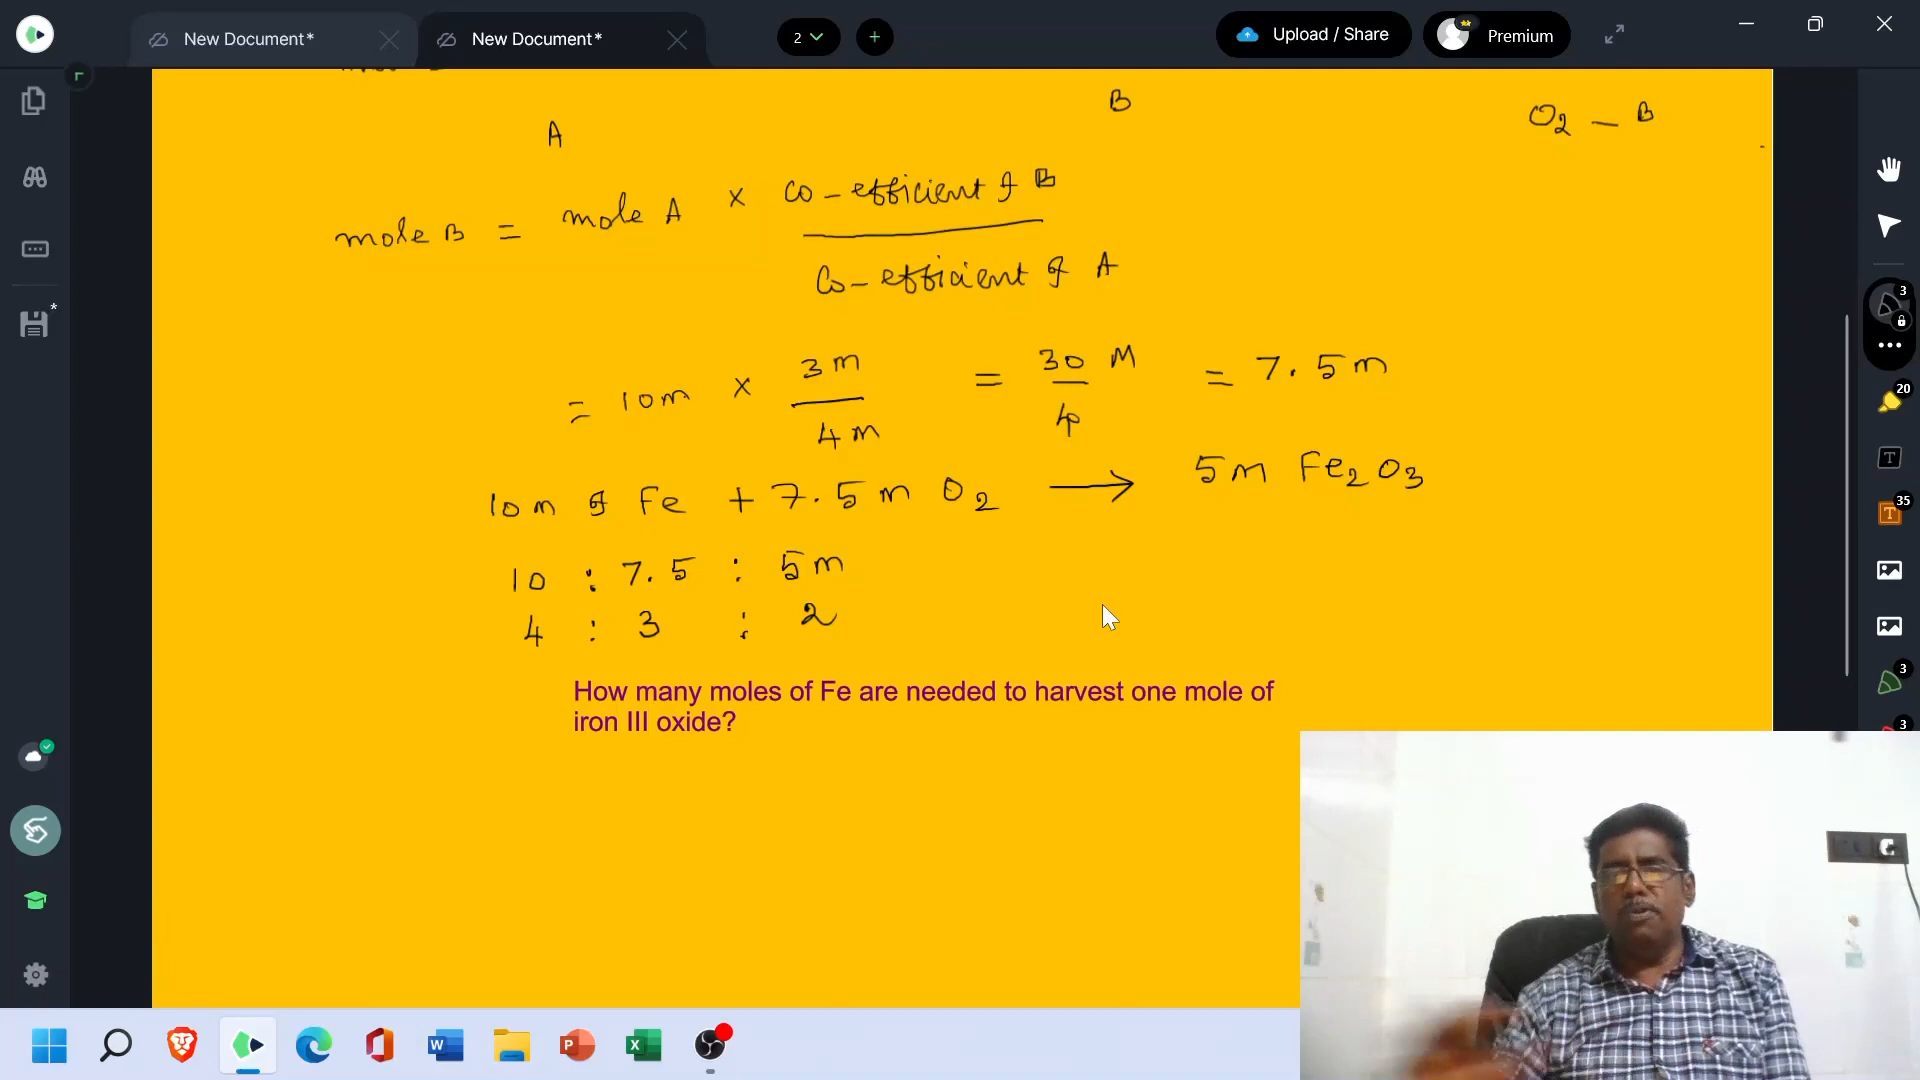 New Document*
New Document*
2
Upload / Share
Premium
B
O2 — B
A
mole B = mole A × co-efficient of B
Co-efficient of A
= 10m × 3m = 30 M = 7.5 m
4m 4
10m of Fe + 7.5 m O2 → 5m Fe2O3
10 : 7.5 : 5m
4 : 3 : 2
How many moles of Fe are needed to harvest one mole of
iron III oxide?
3
20
T
35
T
3
3
W
P
X